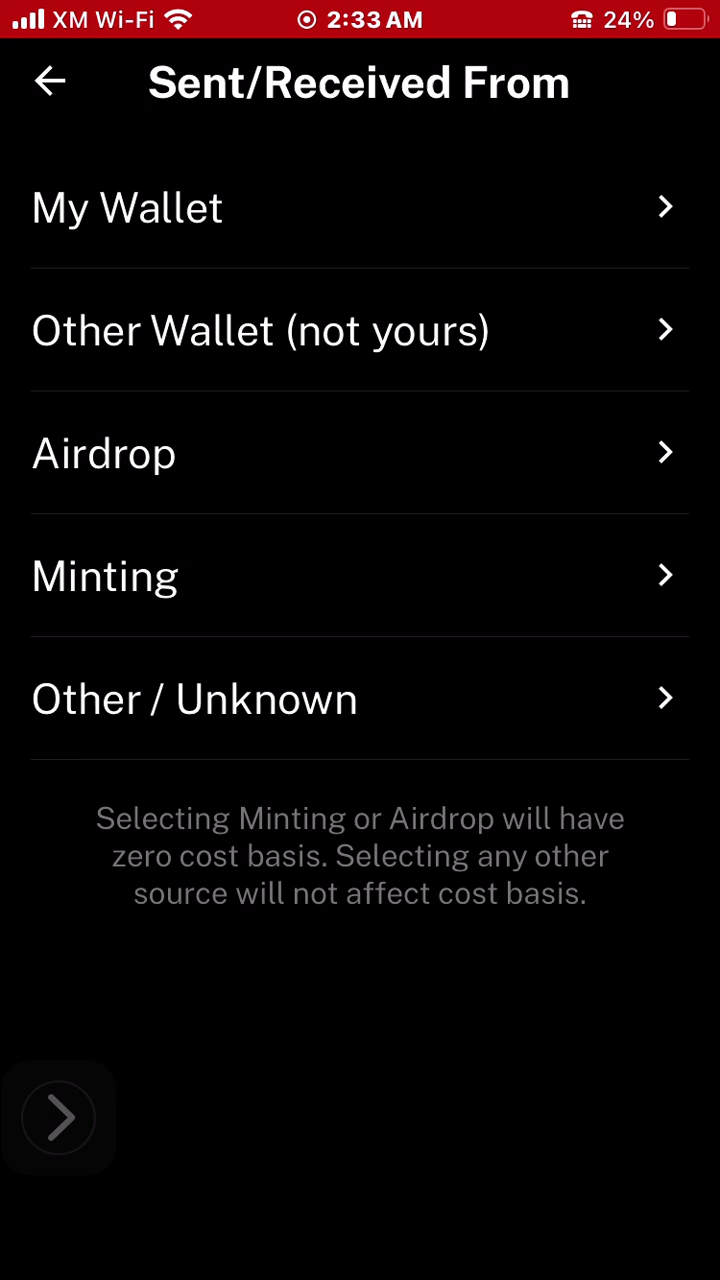 XM Wi-Fi 2:33 AM 24%
Sent/Received From
My Wallet
Other Wallet (not yours)
Airdrop
Minting
Other / Unknown
Selecting Minting or Airdrop will have
zero cost basis. Selecting any other
source will not affect cost basis.